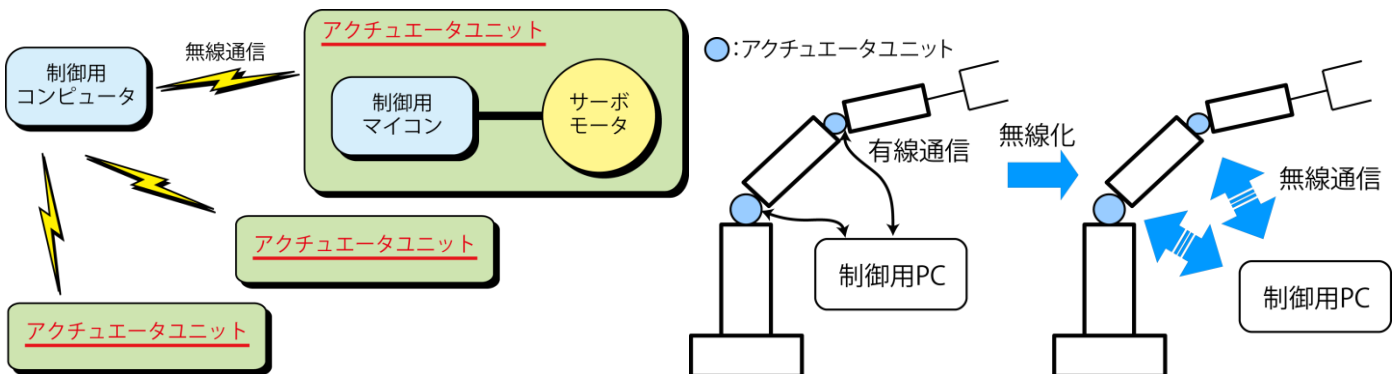 アクチュエータユニット
無線通信
制御用
コンピュータ
制御用
マイコン
サーボ
モータ
アクチュエータユニット
アクチュエータユニット
:アクチュエータユニット
有線通信
制御用PC
無線化
無線通信
制御用PC